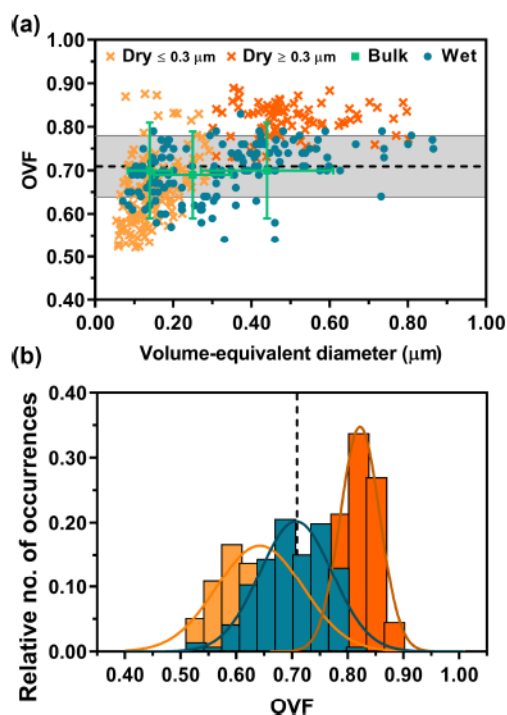 (a)
1.00
Dry ≤ 0.3 μm Dry ≥ 0.3 μm Bulk Wet
0.90
0.80
0.70
0.60
0.50
0.40
OVF
0.00 0.20 0.40 0.60 0.80 1.00
Volume-equivalent diameter (μm)
(b)
0.40
0.30
0.20
0.10
0.00
Relative no. of occurrences
0.40 0.50 0.60 0.70 0.80 0.90 1.00
OVF